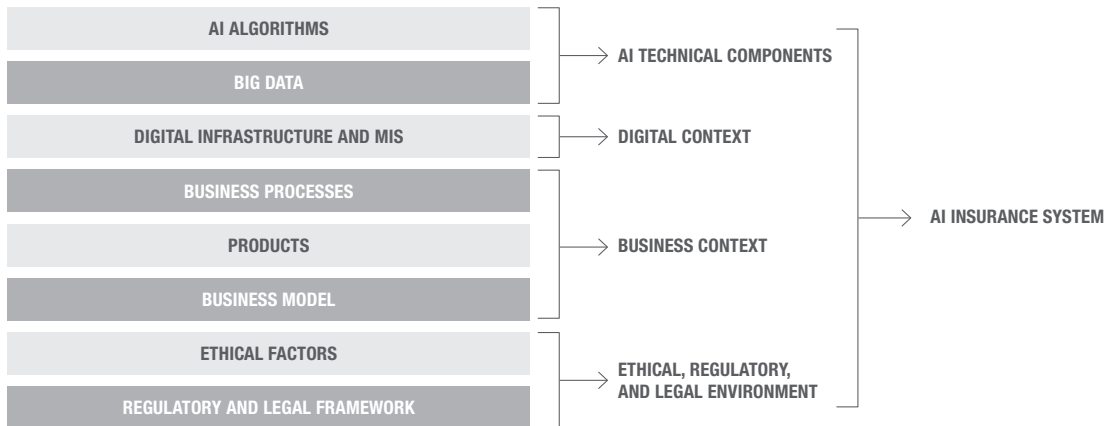 AI ALGORITHMS
BIG DATA
DIGITAL INFRASTRUCTURE AND MIS
BUSINESS PROCESSES
PRODUCTS
BUSINESS MODEL
ETHICAL FACTORS
REGULATORY AND LEGAL FRAMEWORK
AI TECHNICAL COMPONENTS
DIGITAL CONTEXT
BUSINESS CONTEXT
ETHICAL, REGULATORY,
AND LEGAL ENVIRONMENT
AI INSURANCE SYSTEM